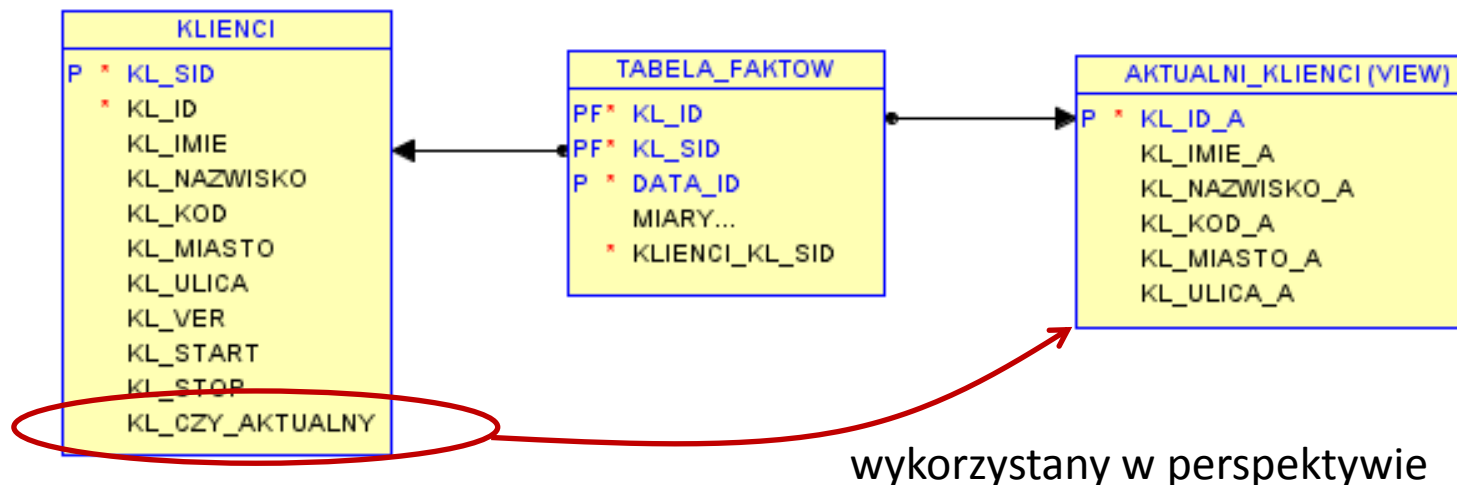 KLIENCI
P * KL_SID
* KL_ID
KL_IMIE
KL_NAZWISKO
KL_KOD
KL_MIASTO
KL_ULICA
KL_VER
KL_START
KL_STOP
KL_CZY_AKTUALNY
TABELA_FAKTOW
PF* KL_ID
PF* KL_SID
P * DATA_ID
MIARY...
* KLIENCI_KL_SID
AKTUALNI_KLIENCI (VIEW)
P * KL_ID_A
KL_IMIE_A
KL_NAZWISKO_A
KL_KOD_A
KL_MIASTO_A
KL_ULICA_A
wykorzystany w perspektywie